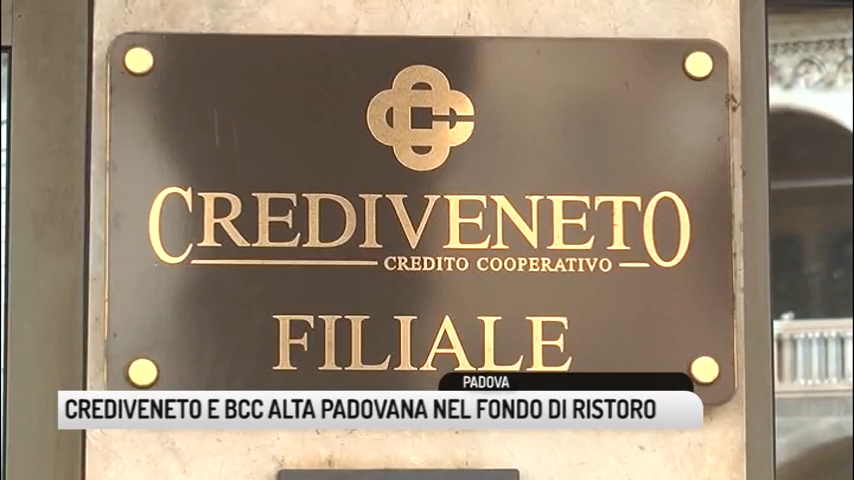 CREDIVENETO
CREDITO COOPERATIVO
FILIALE
PADOVA
CREDIVENETO E BCC ALTA PADOVANA NEL FONDO DI RISTORO